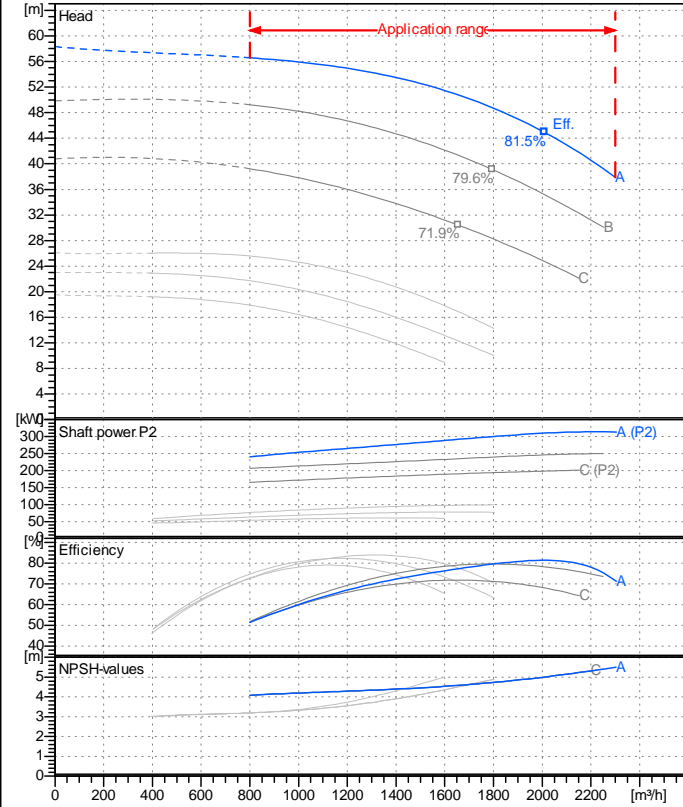 [m]
Head
60
Application range
56
52
48
Eff.
44
81.5%
40
79.6%
A
36
32
B
71.9%
28
24
C
20
16
12
8
4
[kW]
Shaft power P2
A (P2)
300
250
200
C (P2)
150
100
50
0
[%]
Efficiency
80
70
A
60
C
50
40
[m]
NPSH-values
C
A
5
4
3
2
1
0
0 200 400 600 800 1000 1200 1400 1600 1800 2000 2200 [m³/h]